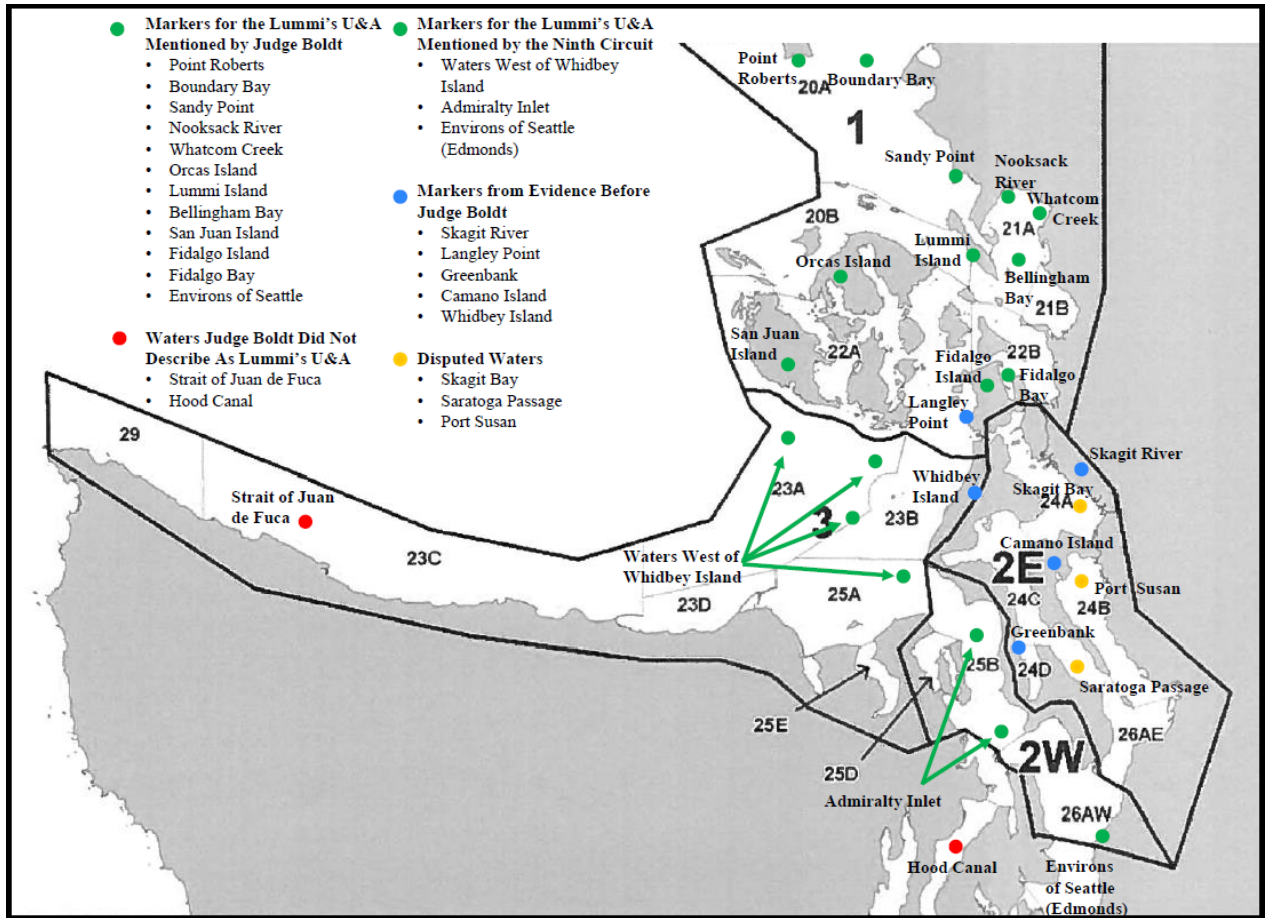 Markers for the Lummi's U&A
Mentioned by Judge Boldt
• Point Roberts
• Boundary Bay
• Sandy Point
• Nooksack River
• Whatcom Creek
• Orcas Island
• Lummi Island
• Bellingham Bay
• San Juan Island
• Fidalgo Island
• Fidalgo Bay
• Environs of Seattle
Waters Judge Boldt Did Not
Describe As Lummi's U&A
• Strait of Juan de Fuca
• Hood Canal
Markers for the Lummi's U&A
Mentioned by the Ninth Circuit
• Waters West of Whidbey
Island
• Admiralty Inlet
• Environs of Seattle
(Edmonds)
Markers from Evidence Before
Judge Boldt
• Skagit River
• Langley Point
• Greenbank
• Camano Island
• Whidbey Island
Disputed Waters
• Skagit Bay
• Saratoga Passage
• Port Susan
Point
Roberts
Boundary Bay
20A
1
Sandy Point
Nooksack
River
Whatcom
Creek
21A
20B
Lummi
Island
Orcas Island
Bellingham
Bay
21B
San Juan
Island
22A
22B
Fidalgo
Island
Fidalgo
Bay
Langley
Point
29
Strait of Juan
de Fuca
23C
23A
3
23B
Whidbey
Island
Skagit River
Skagit Bay
24A
Camano Island
2E
Waters West of
Whidbey Island
23D
25A
24C
Port Susan
24B
Greenbank
25B
24D
Saratoga Passage
25E
25D
26AE
2W
Admiralty Inlet
26AW
Hood Canal
Environs
of Seattle
(Edmonds)